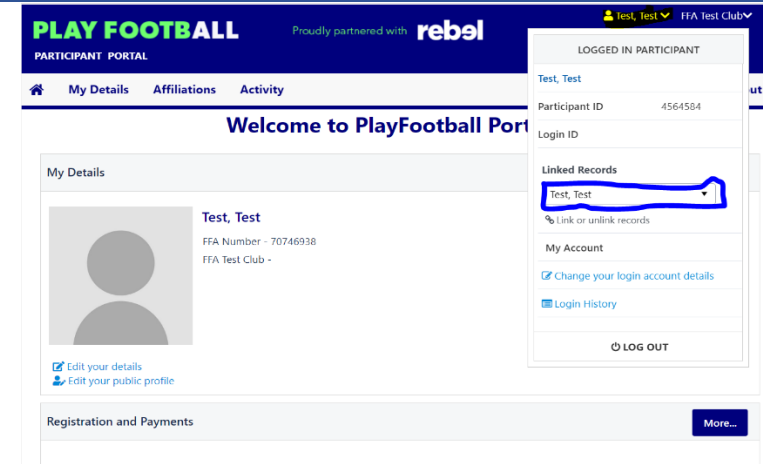 PLAY FOOTBALL
PARTICIPANT PORTAL
Proudly partnered with rebel
Test, Test
FFA Test Club
My Details Affiliations Activity
Welcome to PlayFootball Port
LOGGED IN PARTICIPANT
Test, Test
Participant ID 4564584
Login ID
Linked Records
Test, Test
Link or unlink records
My Account
Change your login account details
Login History
LOG OUT
My Details
Test, Test
FFA Number - 70746938
FFA Test Club -
Edit your details
Edit your public profile
Registration and Payments
More...